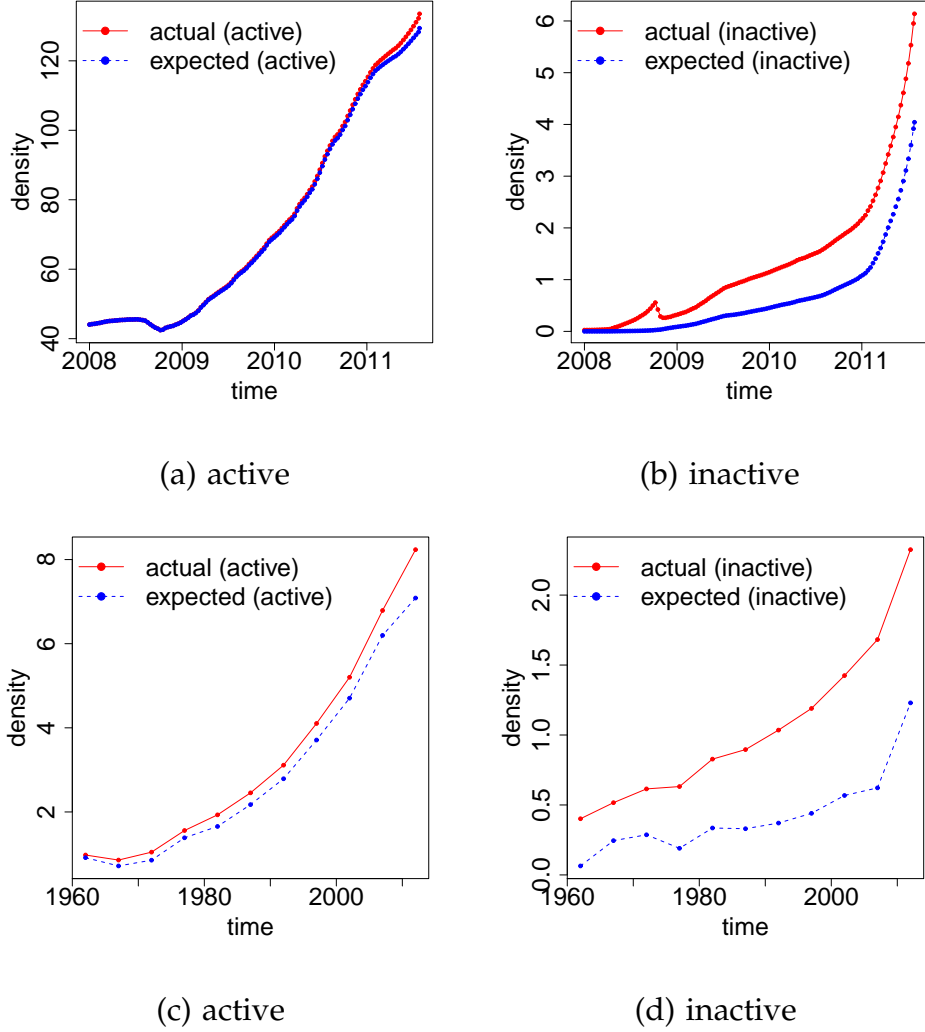 actual (active)
expected (active)
density
40 60 80 100 120
2008 2009 2010 2011
time
(a) active
actual (inactive)
expected (inactive)
density
0 1 2 3 4 5 6
2008 2009 2010 2011
time
(b) inactive
actual (active)
expected (active)
density
2 4 6 8
1960 1980 2000
time
(c) active
actual (inactive)
expected (inactive)
density
0.0 0.5 1.0 1.5 2.0
1960 1980 2000
time
(d) inactive